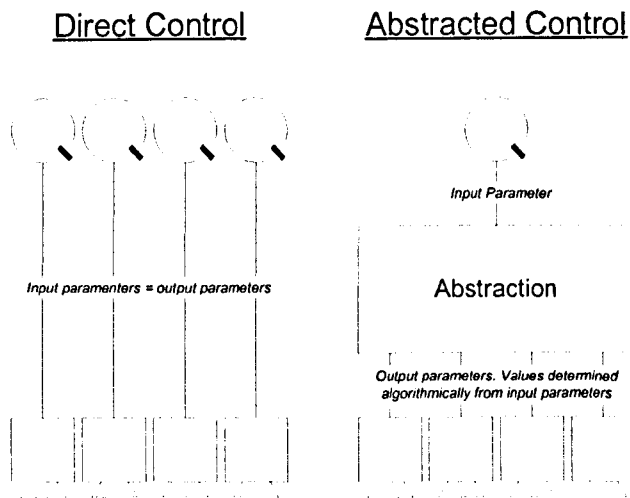 Direct Control
Abstracted Control
Input Parameter
Input paramenters = output parameters
Abstraction
Output parameters. Values determined
algorithmically from input parameters